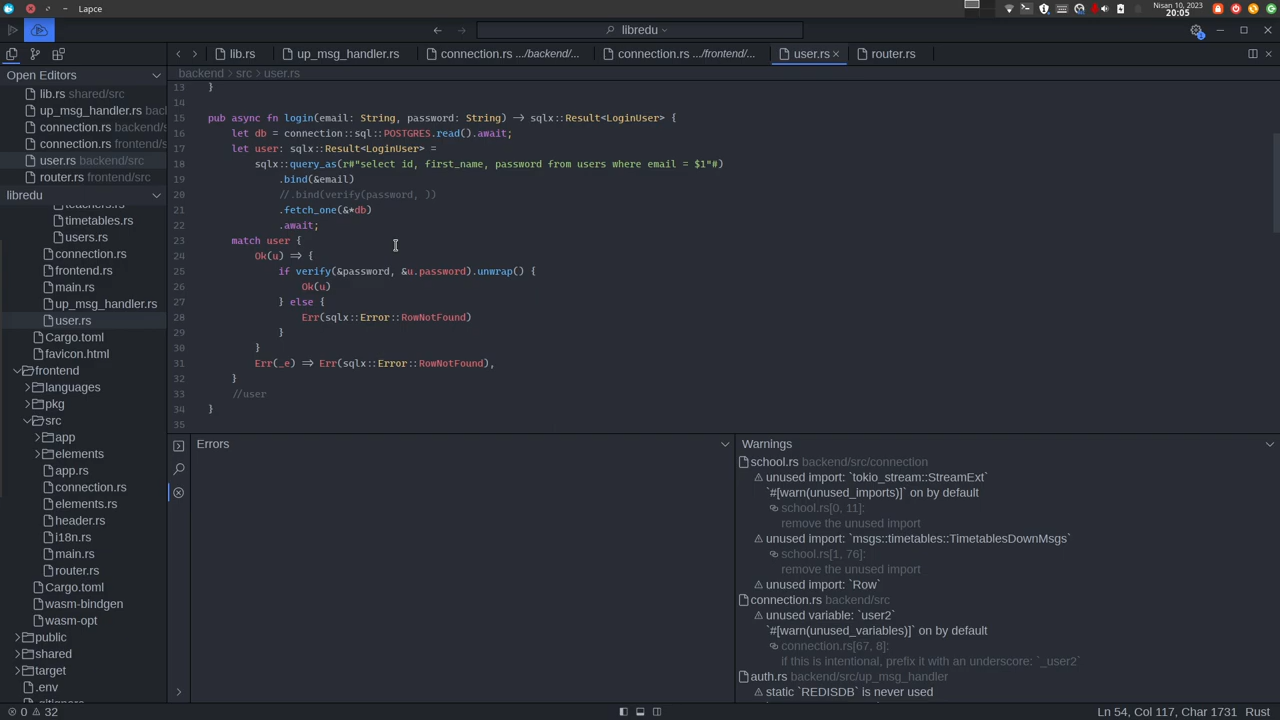 Lapce
Nisan 10, 2023
20:05
libredu
lib.rs
up_msg_handler.rs
connection.rs .../backend/...
connection.rs .../frontend/...
user.rs
router.rs
Open Editors
lib.rs shared/src
up_msg_handler.rs bac
connection.rs backend/s
connection.rs frontend/s
user.rs backend/src
router.rs frontend/src
libredu
teachers.rs
timetables.rs
users.rs
connection.rs
frontend.rs
main.rs
up_msg_handler.rs
user.rs
Cargo.toml
favicon.html
frontend
languages
pkg
src
app
elements
app.rs
connection.rs
elements.rs
header.rs
i18n.rs
main.rs
router.rs
Cargo.toml
wasm-bindgen
wasm-opt
public
shared
target
.env
.gitignore
backend > src > user.rs
13 }
14
15 pub async fn login(email: String, password: String) -> sqlx::Result<LoginUser> {
16 let db = connection::sql::POSTGRES.read().await;
17 let user: sqlx::Result<LoginUser> =
18 sqlx::query_as(r#"select id, first_name, password from users where email = $1"#)
19 .bind(&email)
20 //.bind(verify(password, ))
21 .fetch_one(&*db)
22 .await;
23 match user {
24 Ok(u) => {
25 if verify(&password, &u.password).unwrap() {
26 Ok(u)
27 } else {
28 Err(sqlx::Error::RowNotFound)
29 }
30 }
31 Err(_e) => Err(sqlx::Error::RowNotFound),
32 }
33 //user
34 }
35
Errors
Warnings
school.rs backend/src/connection
unused import: `tokio_stream::StreamExt`
`#[warn(unused_imports)]` on by default
school.rs[0, 11]:
remove the unused import
unused import: `msgs::timetables::TimetablesDownMsgs`
school.rs[1, 76]:
remove the unused import
unused import: `Row`
connection.rs backend/src
unused variable: `user2`
`#[warn(unused_variables)]` on by default
connection.rs[67, 8]:
if this is intentional, prefix it with an underscore: `_user2`
auth.rs backend/src/up_msg_handler
static `REDISDB` is never used
0 32
Ln 54, Col 117, Char 1731 Rust